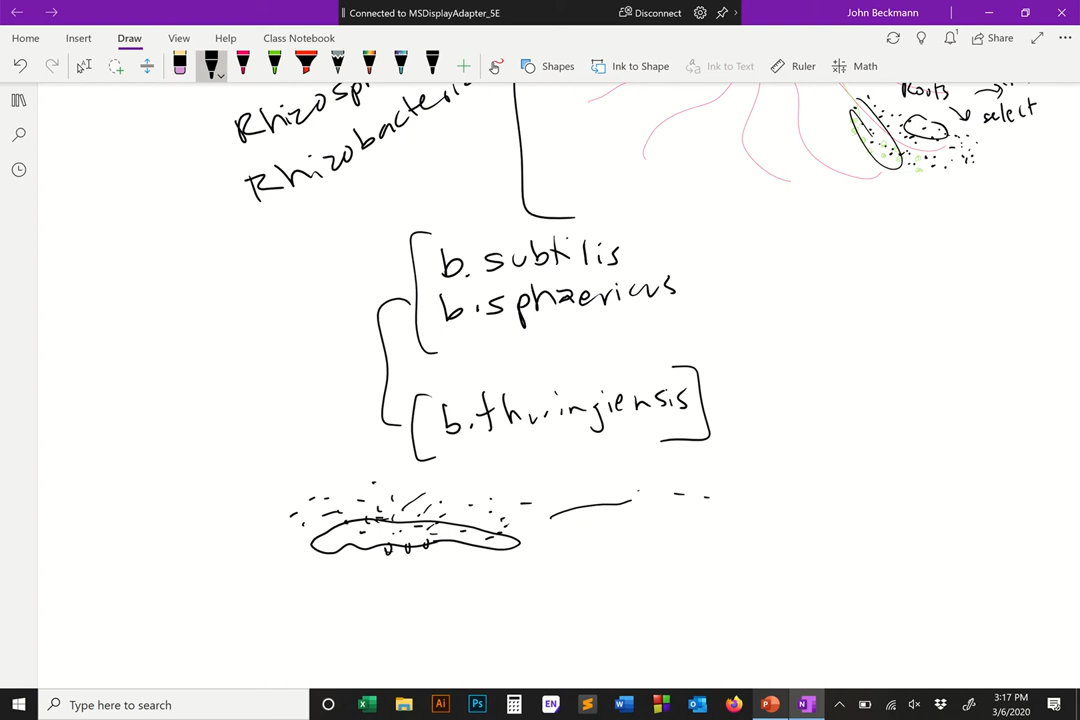 Connected to MSDisplayAdapter_5E
Disconnect
John Beckmann
Home Insert Draw View Help Class Notebook
Share
Shapes Ink to Shape Ink to Text Ruler Math
Roots
select
Rhizosp
Rhizobacteria
b. subtilis
b. sphaericus
b. thuringiensis
Type here to search
EN
3:17 PM
3/6/2020